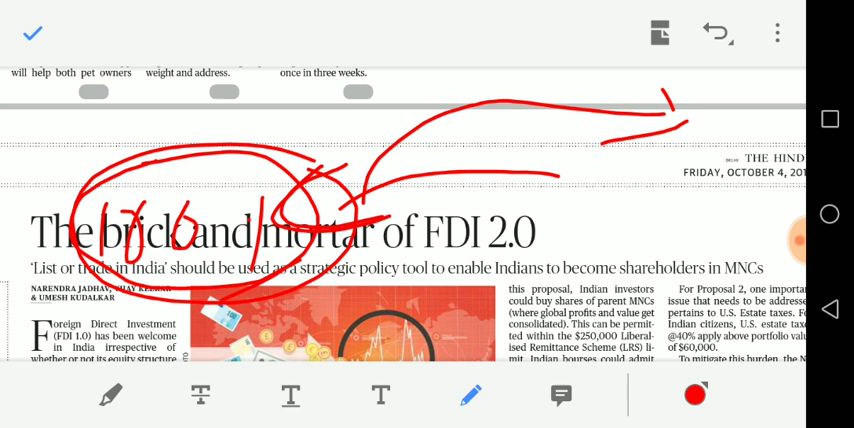 will help both pet owners
weight and address.
once in three weeks.
DELHI THE HIND
FRIDAY, OCTOBER 4, 201
1861
The brick and mortar of FDI 2.0
‘List or trade in India’ should be used as a strategic policy tool to enable Indians to become shareholders in MNCs
NARENDRA JADHAV,
& UMESH KUDALKAR
Foreign Direct Investment
(FDI 1.0) has been welcome
in India irrespective of
whether or not its equity structure
this proposal, Indian investors
could buy shares of parent MNCs
(where global profits and value get
consolidated). This can be permit-
ted within the $250,000 Liberal-
ised Remittance Scheme (LRS) li-
mit. Indian bourses could admit
For Proposal 2, one importan
issue that needs to be addresse
pertains to U.S. Estate taxes. Fo
Indian citizens, U.S. estate taxe
@40% apply above portfolio valu
of $60,000.
To mitigate this burden, the N